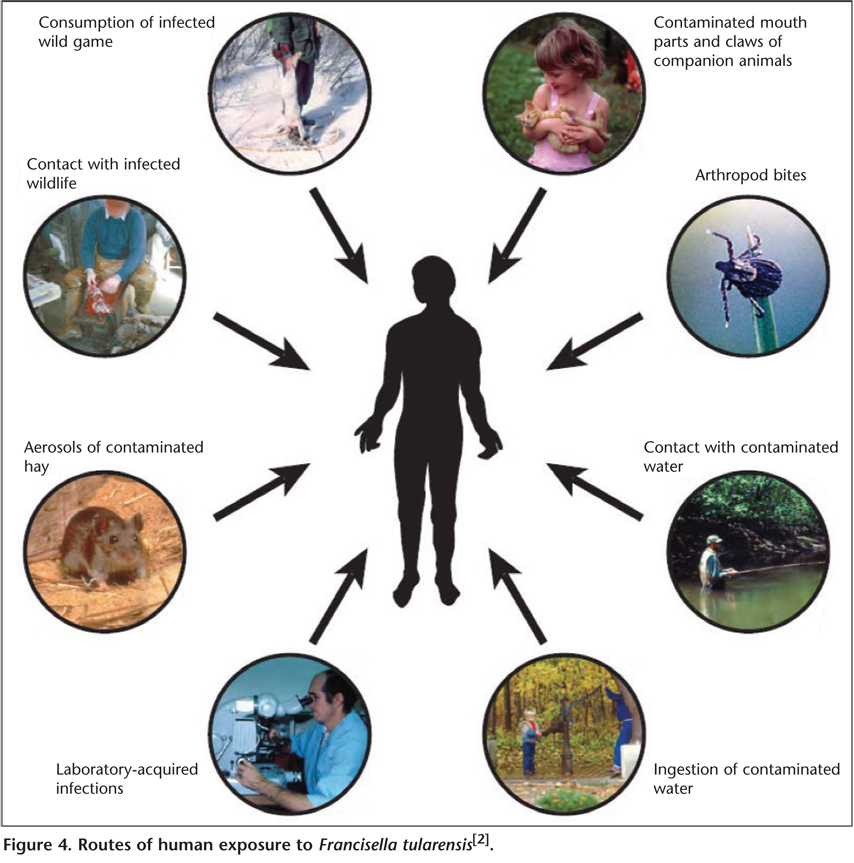 Consumption of infected
wild game
Contaminated mouth
parts and claws of
companion animals
Contact with infected
wildlife
Arthropod bites
Aerosols of contaminated
hay
Contact with contaminated
water
Laboratory-acquired
infections
Ingestion of contaminated
water
Figure 4. Routes of human exposure to Francisella tularensis[2].